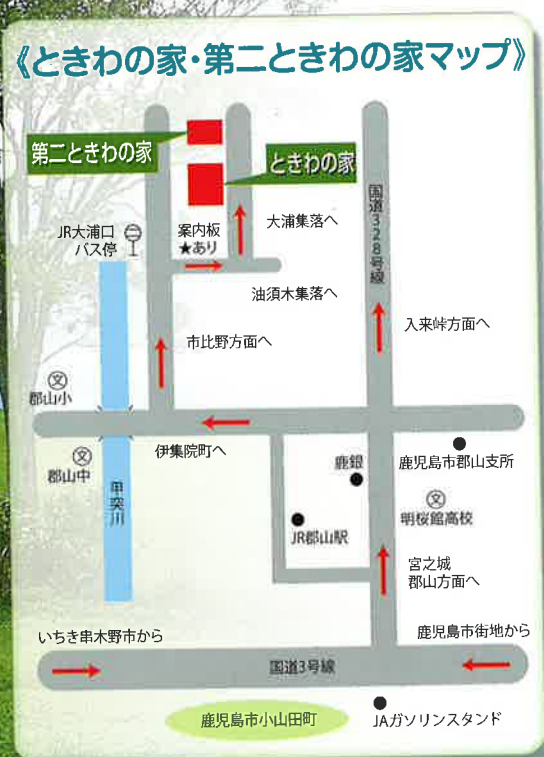 《ときわの家・第二ときわの家マップ》
第二ときわの家
ときわの家
国道328号線
JR大浦口
バス停
案内板
★あり
大浦集落へ
油須木集落へ
市比野方面へ
入来峠方面へ
文
郡山小
伊集院町へ
文
郡山中
鹿銀
鹿児島市郡山支所
甲突川
文
明桜館高校
JR郡山駅
宮之城
郡山方面へ
いちき串木野市から
鹿児島市街地から
国道3号線
鹿児島市小山田町
JAガソリンスタンド